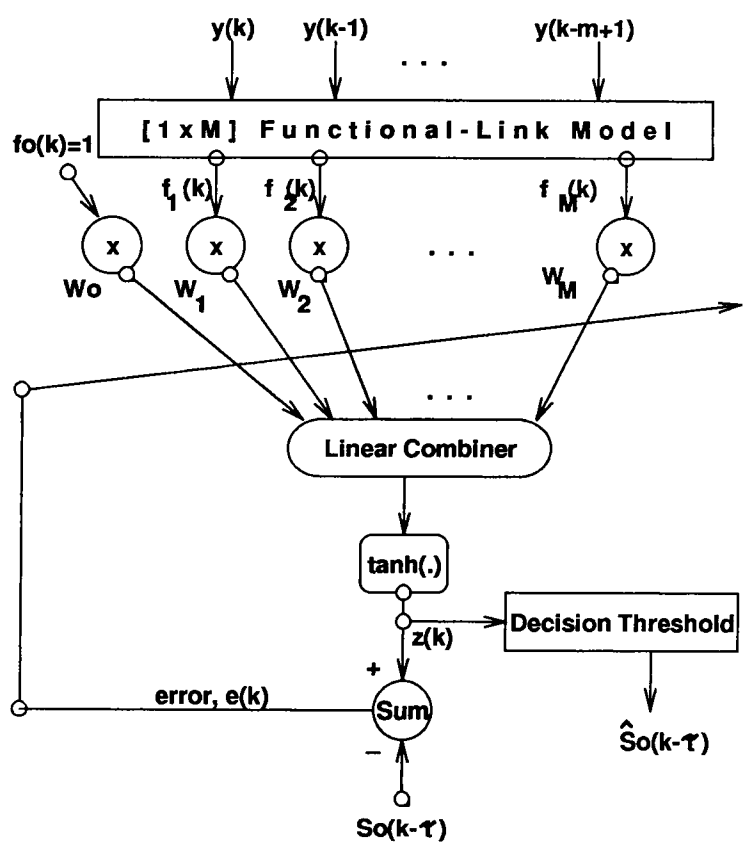 y(k) y(k-1) y(k-m+1)
. . .
[1xM] Functional-Link Model
fo(k)=1
f1(k) f2(k) fM(k)
x x x . . . x
Wo W1 W2 WM
. . .
Linear Combiner
tanh(.)
z(k)
Decision Threshold
+
error, e(k)
Sum
−
Ŝo(k-τ)
So(k-τ)